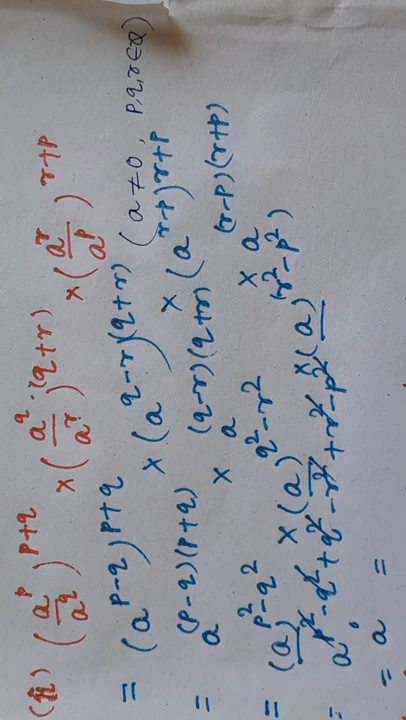 (ii) (a^p/a^q)^{p+q} × (a^q/a^r)^{(q+r)} × (a^r/a^p)^{r+p}
(a ≠ 0, p,q,r ∈ Q)
= (a^{p-q})^{p+q} × (a^{q-r})^{(q+r)} × (a^{r-p})^{r+p}
= a^{(p-q)(p+q)} × a^{(q-r)(q+r)} × a^{(r-p)(r+p)}
= (a)^{p²-q²} × (a)^{q²-r²} × (a)^{(r²-p²)}
= a^{p²-q²+q²-r²+r²-p²}
= a⁰ =